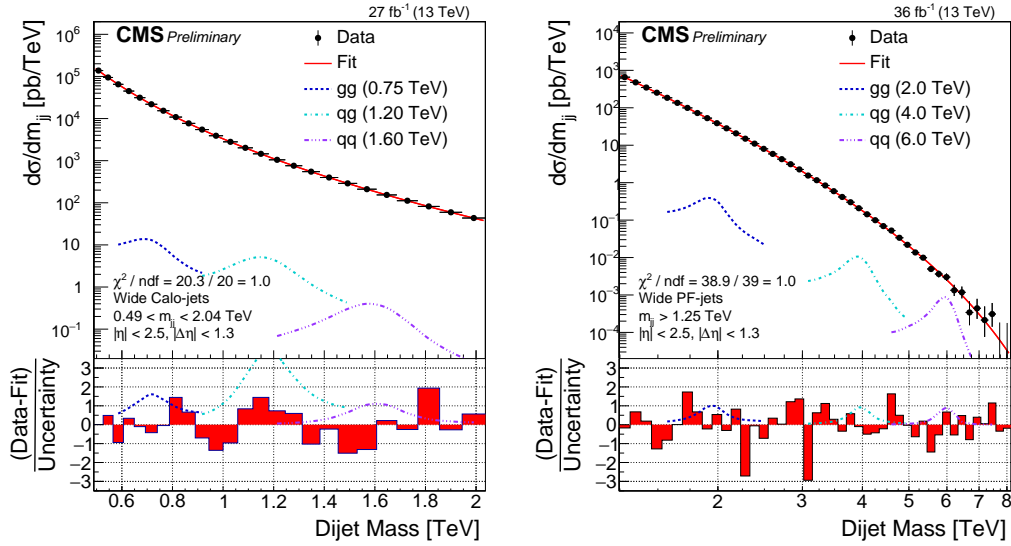 27 fb⁻¹ (13 TeV)
CMS Preliminary
dσ/dm_jj [pb/TeV]
10⁶
10⁵
10⁴
10³
10²
10
1
10⁻¹
Data
Fit
gg (0.75 TeV)
qg (1.20 TeV)
qq (1.60 TeV)
χ² / ndf = 20.3 / 20 = 1.0
Wide Calo-jets
0.49 < m_jj < 2.04 TeV
|η| < 2.5, |Δη| < 1.3
(Data-Fit)
Uncertainty
3
2
1
0
−1
−2
−3
0.6 0.8 1 1.2 1.4 1.6 1.8 2
Dijet Mass [TeV]
36 fb⁻¹ (13 TeV)
CMS Preliminary
dσ/dm_jj [pb/TeV]
10⁴
10³
10²
10
1
10⁻¹
10⁻²
10⁻³
10⁻⁴
Data
Fit
gg (2.0 TeV)
qg (4.0 TeV)
qq (6.0 TeV)
χ² / ndf = 38.9 / 39 = 1.0
Wide PF-jets
m_jj > 1.25 TeV
|η| < 2.5, |Δη| < 1.3
(Data-Fit)
Uncertainty
3
2
1
0
−1
−2
−3
2 3 4 5 6 7 8
Dijet Mass [TeV]